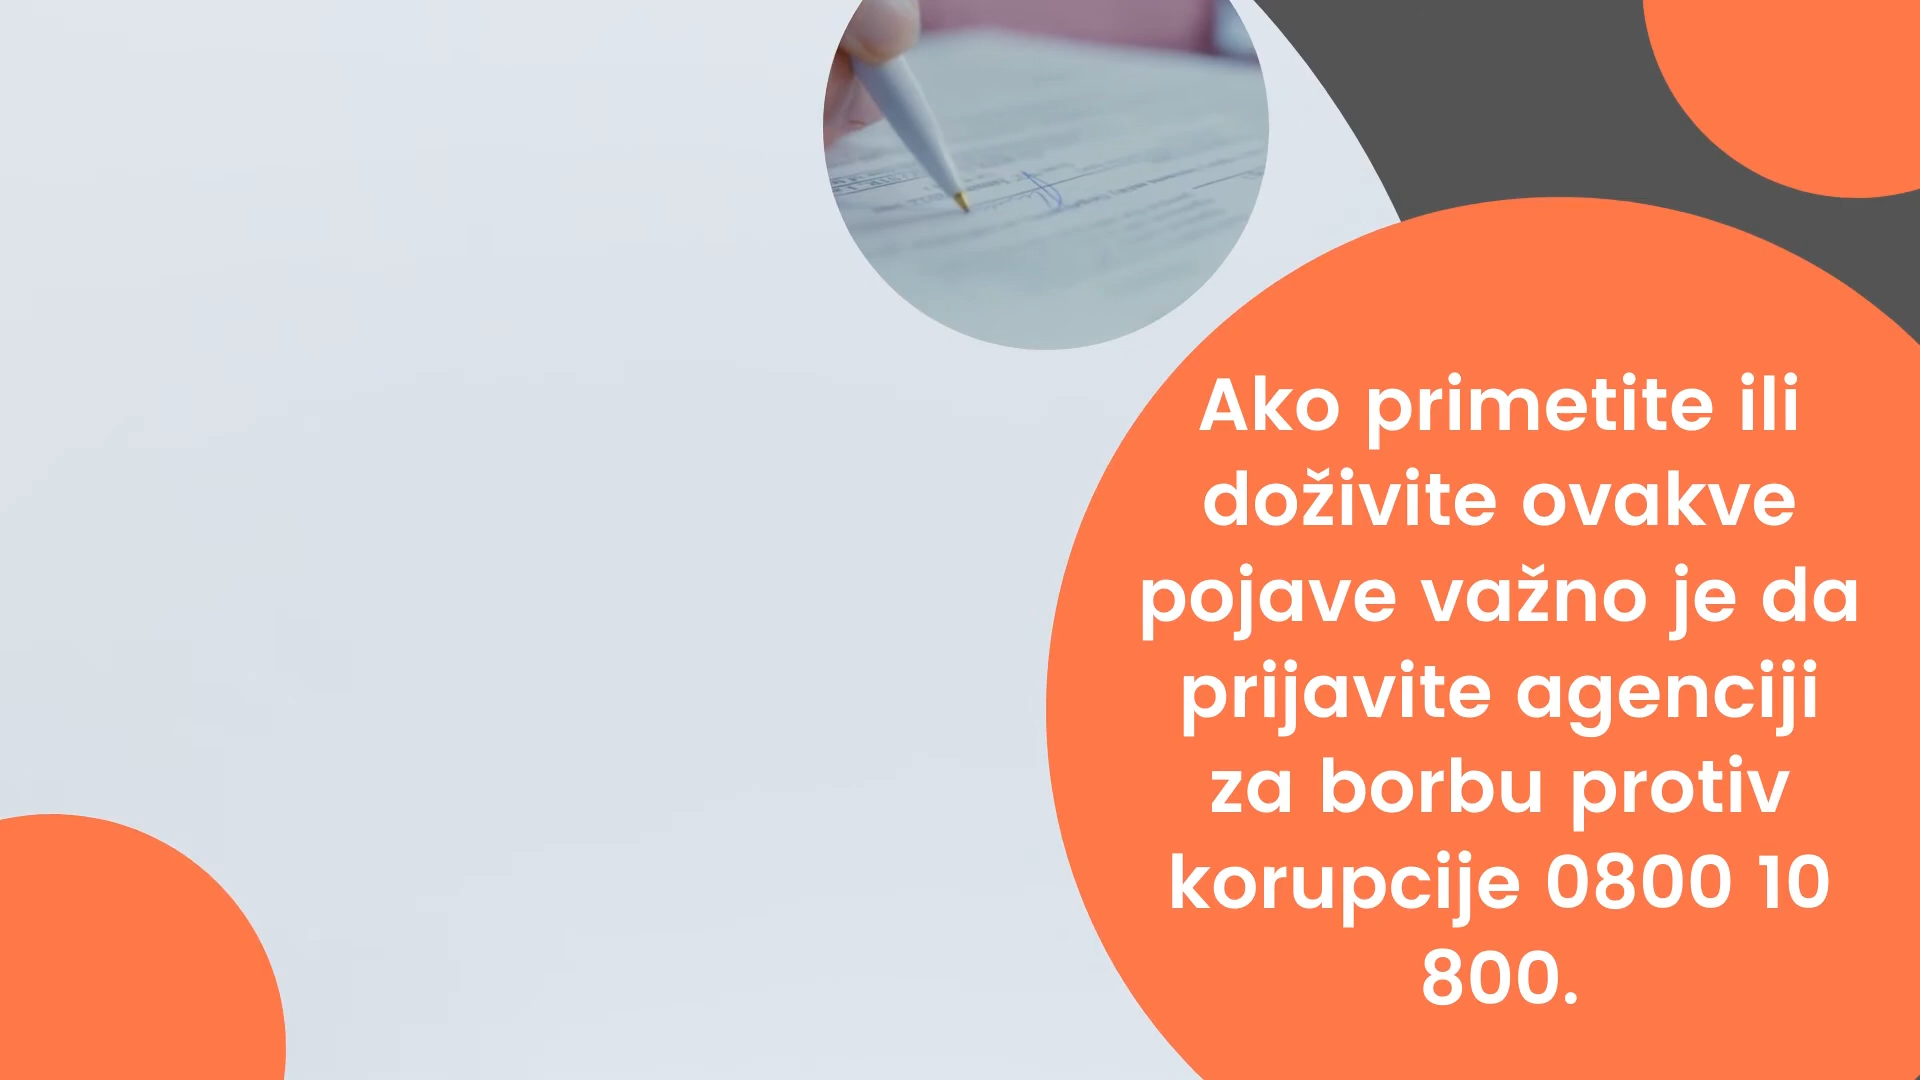 Ako primetite ili
doživite ovakve
pojave važno je da
prijavite agenciji
za borbu protiv
korupcije 0800 10
800.